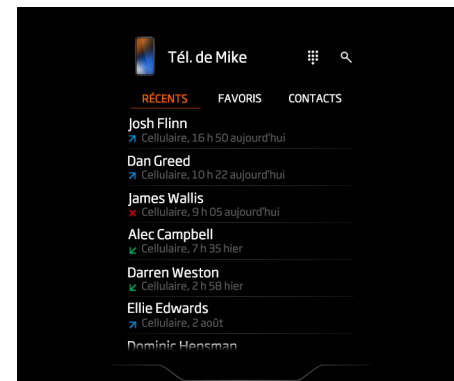 Tél. de Mike
RÉCENTS FAVORIS CONTACTS
Josh Flinn
Cellulaire, 16 h 50 aujourd'hui
Dan Greed
Cellulaire, 10 h 22 aujourd'hui
James Wallis
Cellulaire, 9 h 05 aujourd'hui
Alec Campbell
Cellulaire, 7 h 35 hier
Darren Weston
Cellulaire, 2 h 58 hier
Ellie Edwards
Cellulaire, 2 août
Dominic Hensman